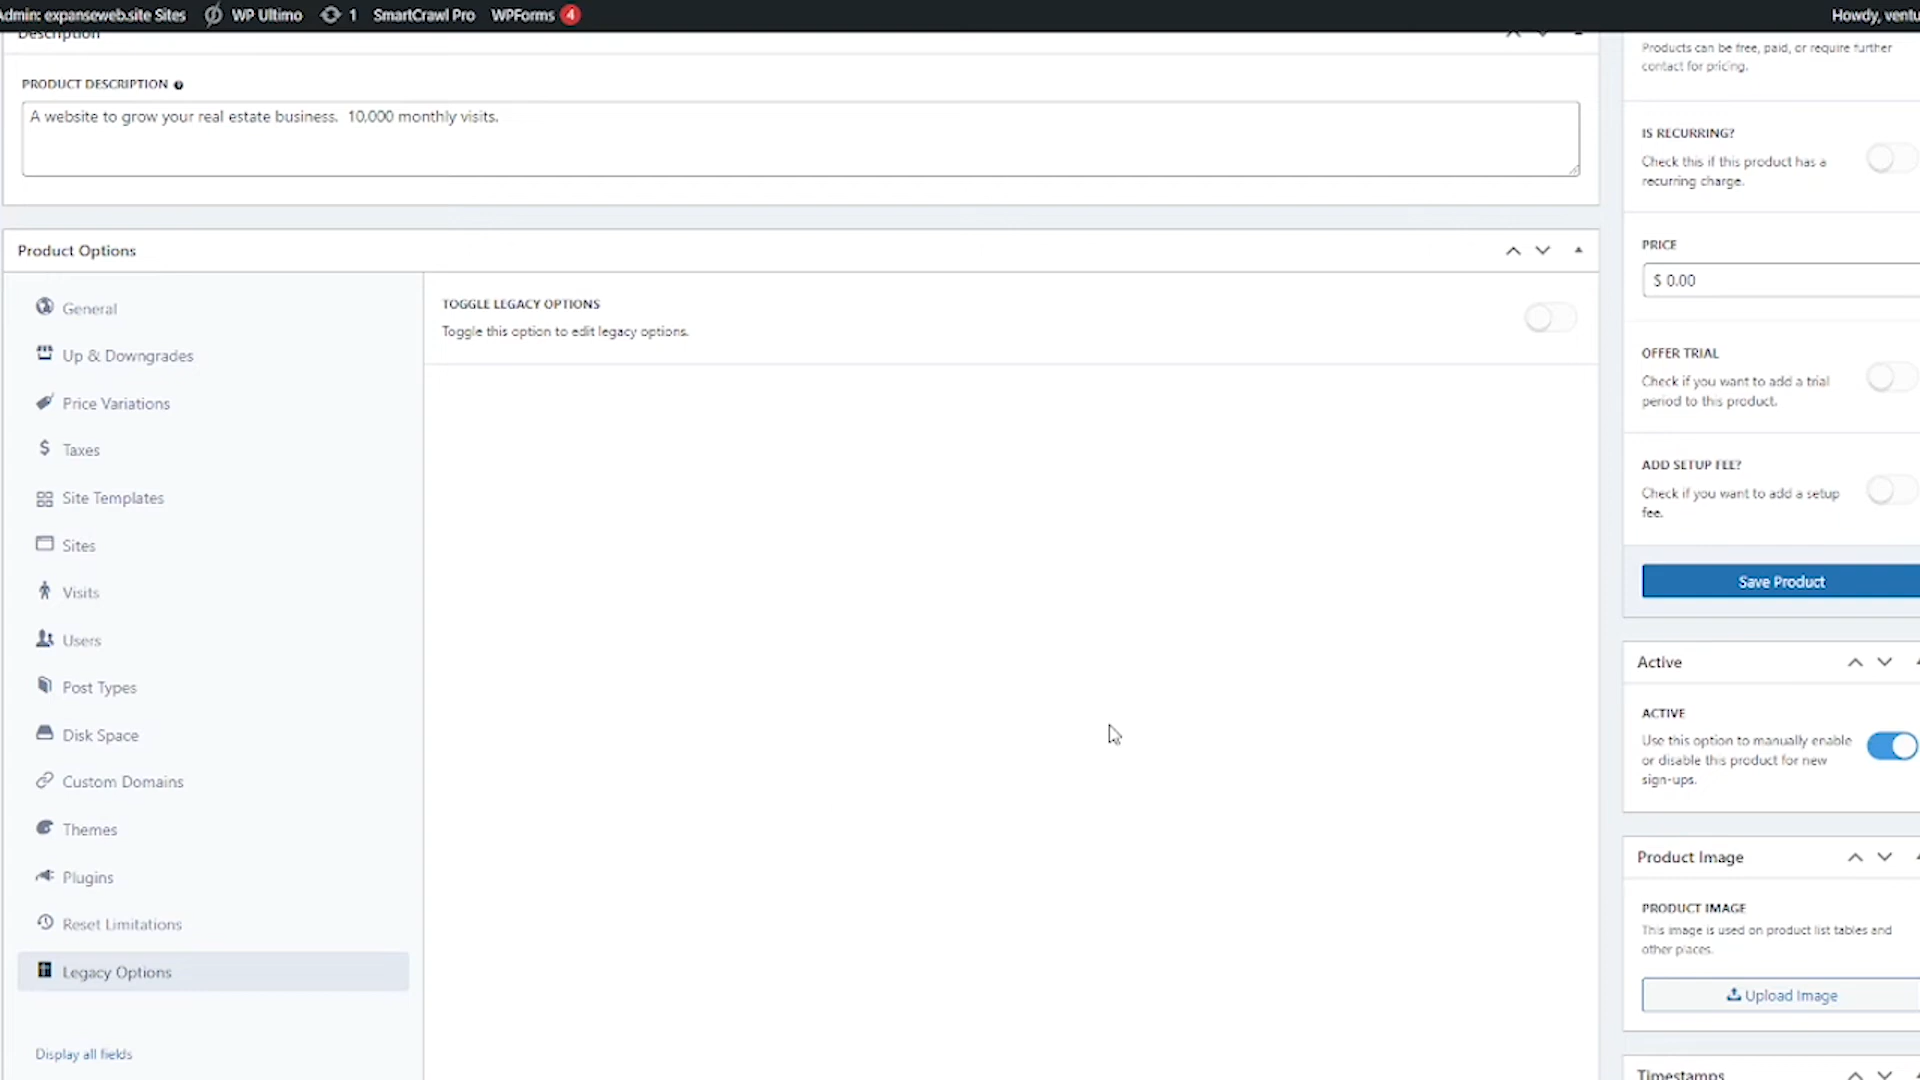 Admin: expanseweb.site Sites WP Ultimo 1 SmartCrawl Pro WPForms 4 Howdy, ventu
Description
PRODUCT DESCRIPTION
A website to grow your real estate business.  10,000 monthly visits.
Product Options
General
Up & Downgrades
Price Variations
Taxes
Site Templates
Sites
Visits
Users
Post Types
Disk Space
Custom Domains
Themes
Plugins
Reset Limitations
Legacy Options
Display all fields
TOGGLE LEGACY OPTIONS
Toggle this option to edit legacy options.
Products can be free, paid, or require further
contact for pricing.
IS RECURRING?
Check this if this product has a
recurring charge.
PRICE
$ 0.00
OFFER TRIAL
Check if you want to add a trial
period to this product.
ADD SETUP FEE?
Check if you want to add a setup
fee.
Save Product
Active
ACTIVE
Use this option to manually enable
or disable this product for new
sign-ups.
Product Image
PRODUCT IMAGE
This image is used on product list tables and
other places.
Upload Image
Timestamps